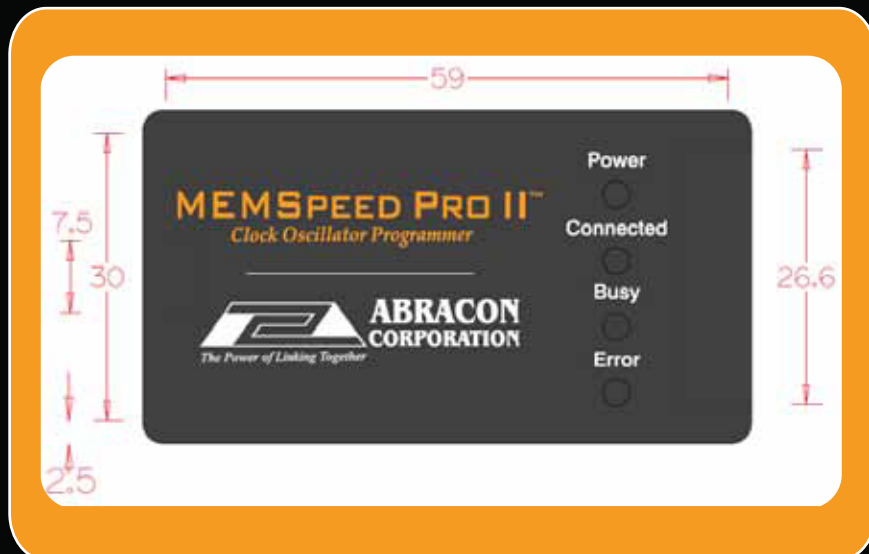 59
Power
MEMSPEED PRO II™
Clock Oscillator Programmer
Connected
7.5
30
Busy
26.6
ABRACON
CORPORATION
The Power of Linking Together
Error
2.5